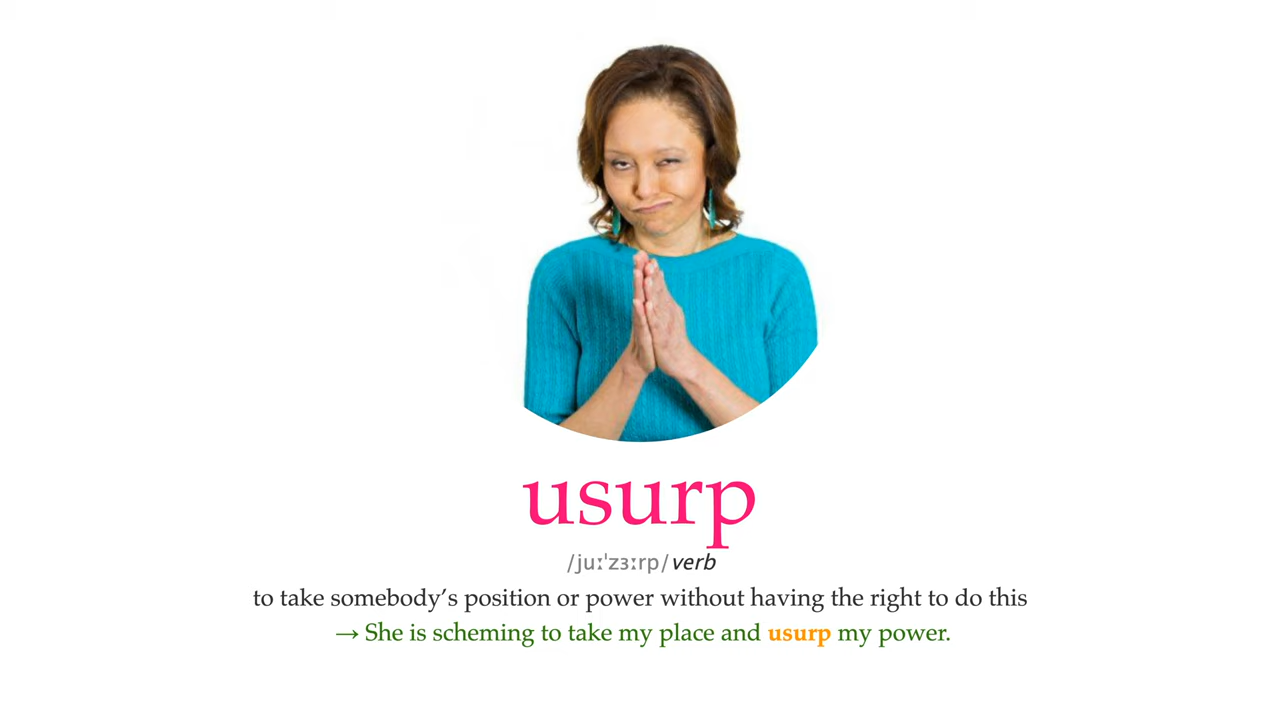 usurp
/juːˈzɜːrp/ verb
to take somebody’s position or power without having the right to do this
→ She is scheming to take my place and usurp my power.